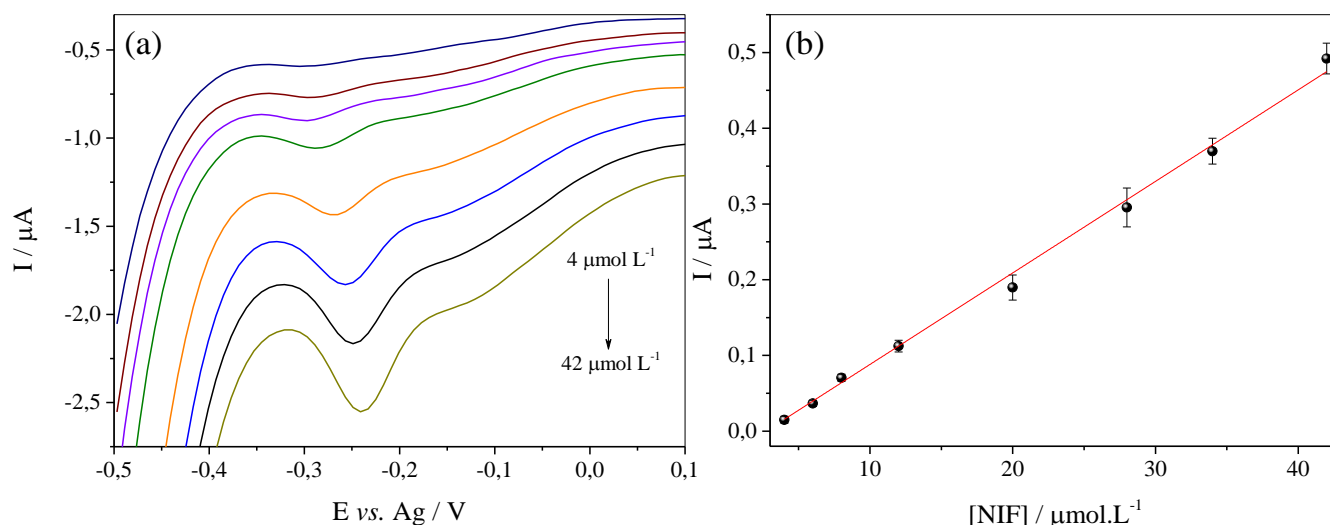 (a)
I / μA
-0,5
-1,0
-1,5
-2,0
-2,5
4 μmol L⁻¹
42 μmol L⁻¹
-0,5 -0,4 -0,3 -0,2 -0,1 0,0 0,1
E vs. Ag / V
(b)
I / μA
0,5
0,4
0,3
0,2
0,1
0,0
10 20 30 40
[NIF] / μmol.L⁻¹